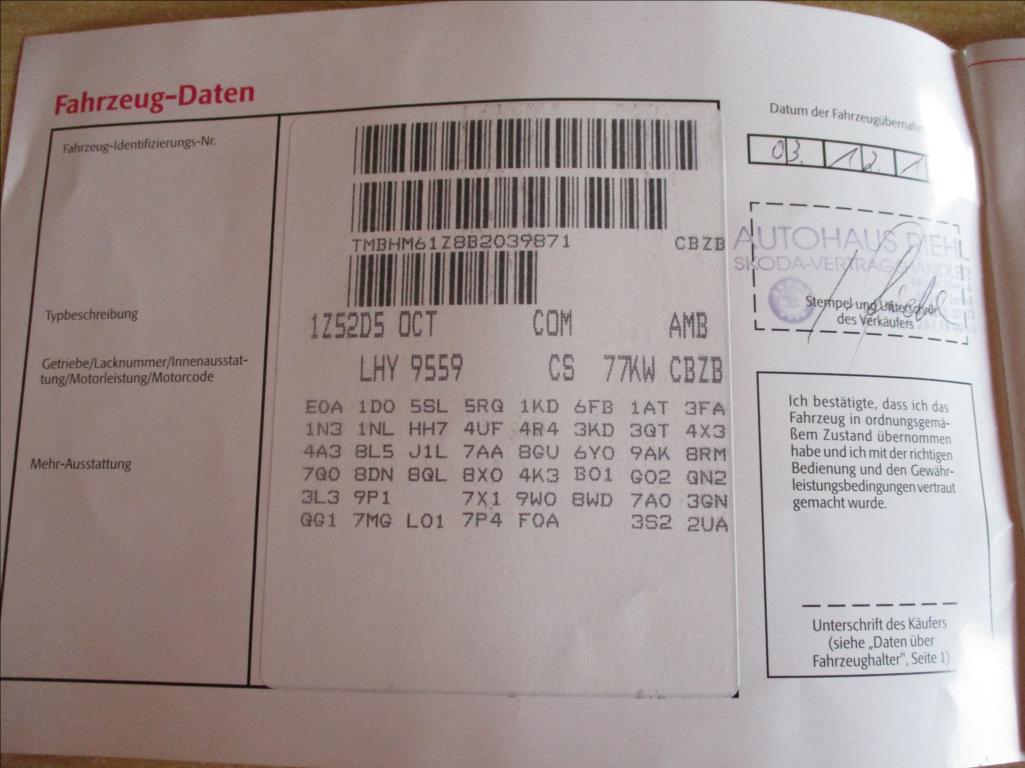 Fahrzeug-Daten
Fahrzeug-Identifizierungs-Nr.
TMBHM61Z8B2039871 CBZB
Typbeschreibung
1Z52D5 OCT COM AMB
Getriebe/Lacknummer/Innenausstat-
tung/Motorleistung/Motorcode
LHY 9559 CS 77KW CBZB
Mehr-Ausstattung
E0A 1D0 5SL 5RQ 1KD 6FB 1AT 3FA
1N3 1NL HH7 4UF 4R4 3KD 3QT 4X3
4A3 8L5 J1L 7AA 8GU 6Y0 9AK 8RM
7Q0 8DN 8QL 8X0 4K3 B01 G02 QN2
3L3 9P1 7X1 9W0 8WD 7A0 3GN
QG1 7MG L01 7P4 F0A 3S2 2UA
Datum der Fahrzeugübernah
03. 12. 1
AUTOHAUS RIEHL
SKODA-VERTRAGSHÄNDLER
Stempel und Unterschrift
des Verkäufers
Ich bestätigte, dass ich das
Fahrzeug in ordnungsgemä-
ßem Zustand übernommen
habe und ich mit der richtigen
Bedienung und den Gewähr-
leistungsbedingungen vertraut
gemacht wurde.
Unterschrift des Käufers
(siehe „Daten über
Fahrzeughalter", Seite 1)